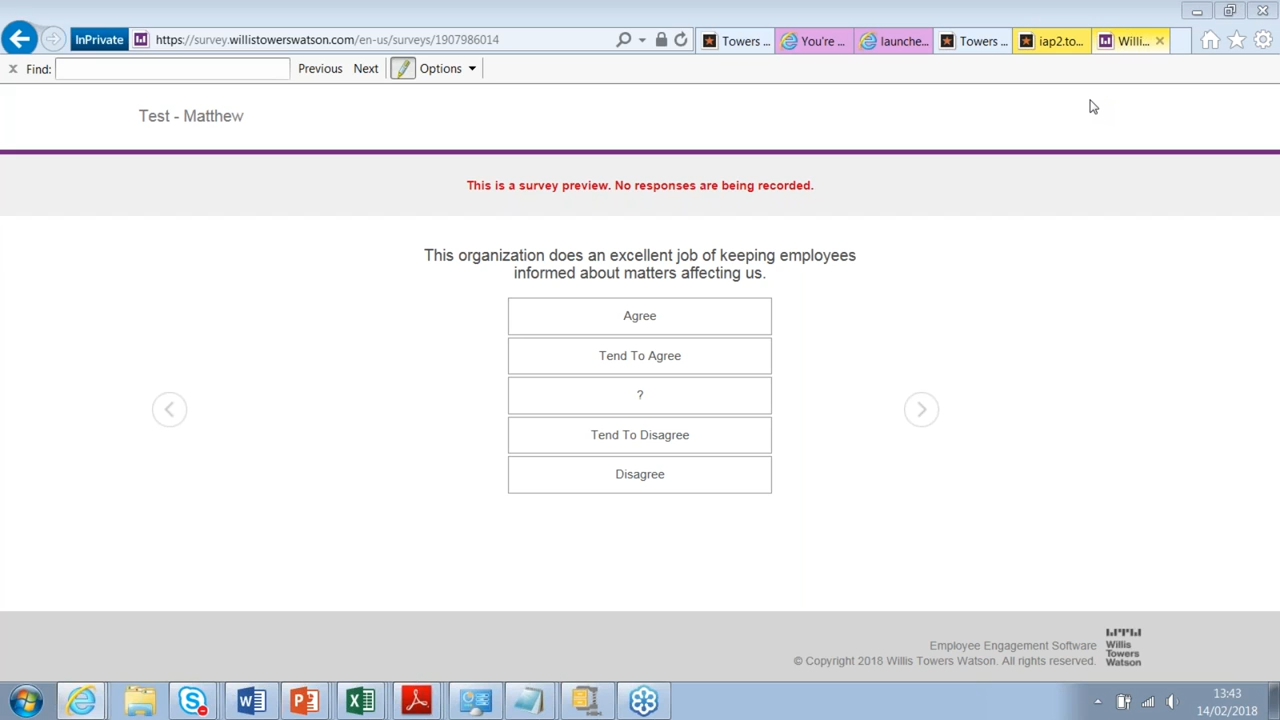 InPrivate
https://survey.willistowerswatson.com/en-us/surveys/1907986014
Towers ...
You're ...
launche...
Towers ...
iap2.to...
Willi...
x Find:
Previous
Next
Options
Test - Matthew
This is a survey preview. No responses are being recorded.
This organization does an excellent job of keeping employees
informed about matters affecting us.
Agree
Tend To Agree
?
Tend To Disagree
Disagree
Employee Engagement Software
© Copyright 2018 Willis Towers Watson. All rights reserved.
Willis
Towers
Watson
13:43
14/02/2018